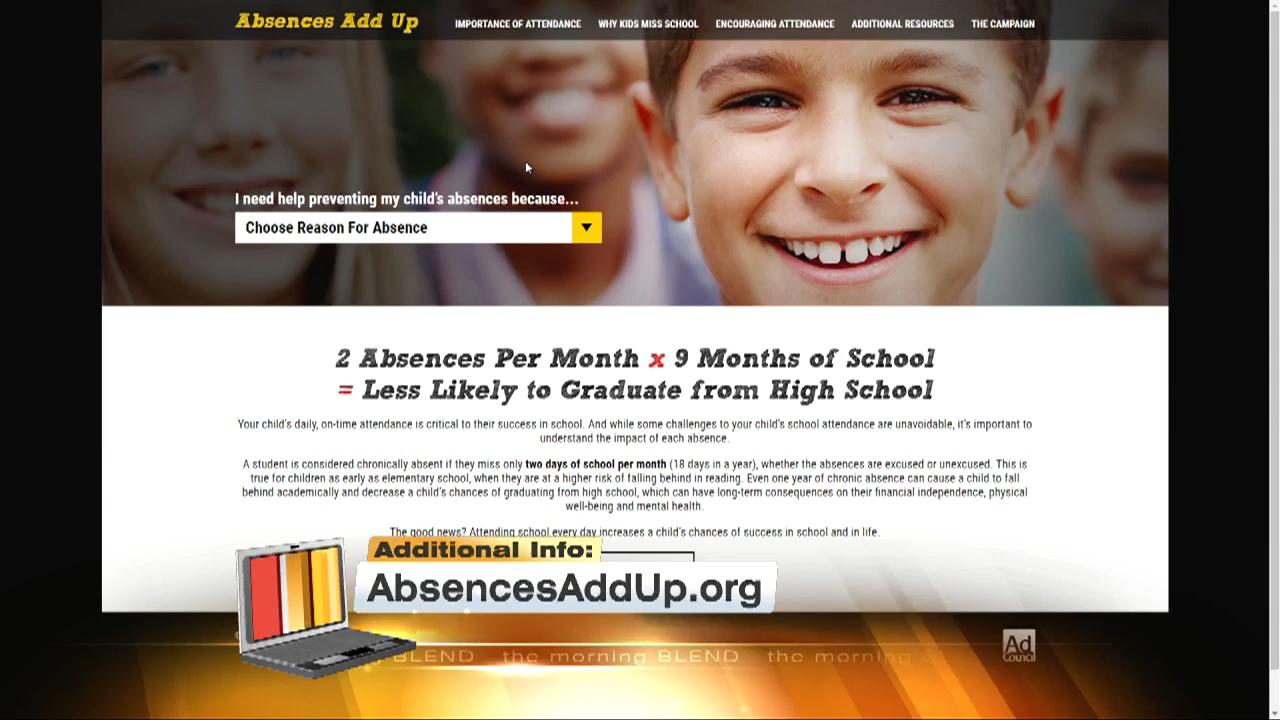 Absences Add Up
IMPORTANCE OF ATTENDANCE WHY KIDS MISS SCHOOL ENCOURAGING ATTENDANCE ADDITIONAL RESOURCES THE CAMPAIGN
I need help preventing my child's absences because...
Choose Reason For Absence
2 Absences Per Month x 9 Months of School
= Less Likely to Graduate from High School
Your child's daily, on-time attendance is critical to their success in school. And while some challenges to your child's school attendance are unavoidable, it's important to
understand the impact of each absence.
A student is considered chronically absent if they miss only two days of school per month (18 days in a year), whether the absences are excused or unexcused. This is
true for children as early as elementary school, when they are at a higher risk of falling behind in reading. Even one year of chronic absence can cause a child to fall
behind academically and decrease a child's chances of graduating from high school, which can have long-term consequences on their financial independence, physical
well-being and mental health.
The good news? Attending school every day increases a child's chances of success in school and in life.
Additional Info:
AbsencesAddUp.org
Ad
Council
BLEND the morning BLEND the morning